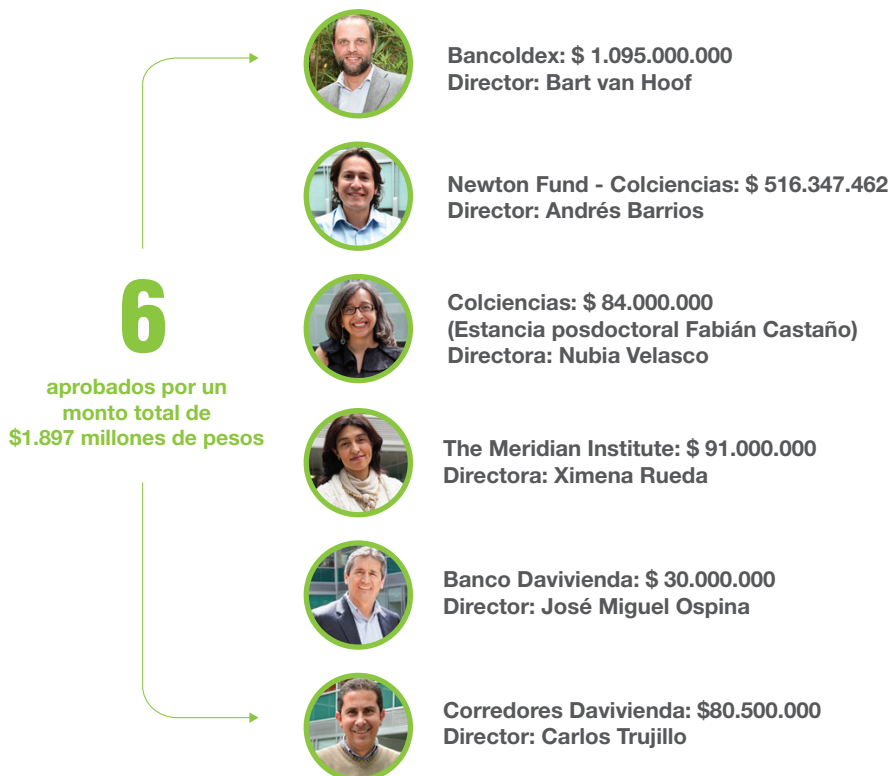 6
aprobados por un
monto total de
$1.897 millones de pesos
Bancoldex: $ 1.095.000.000
Director: Bart van Hoof
Newton Fund - Colciencias: $ 516.347.462
Director: Andrés Barrios
Colciencias: $ 84.000.000
(Estancia posdoctoral Fabián Castaño)
Directora: Nubia Velasco
The Meridian Institute: $ 91.000.000
Directora: Ximena Rueda
Banco Davivienda: $ 30.000.000
Director: José Miguel Ospina
Corredores Davivienda: $80.500.000
Director: Carlos Trujillo